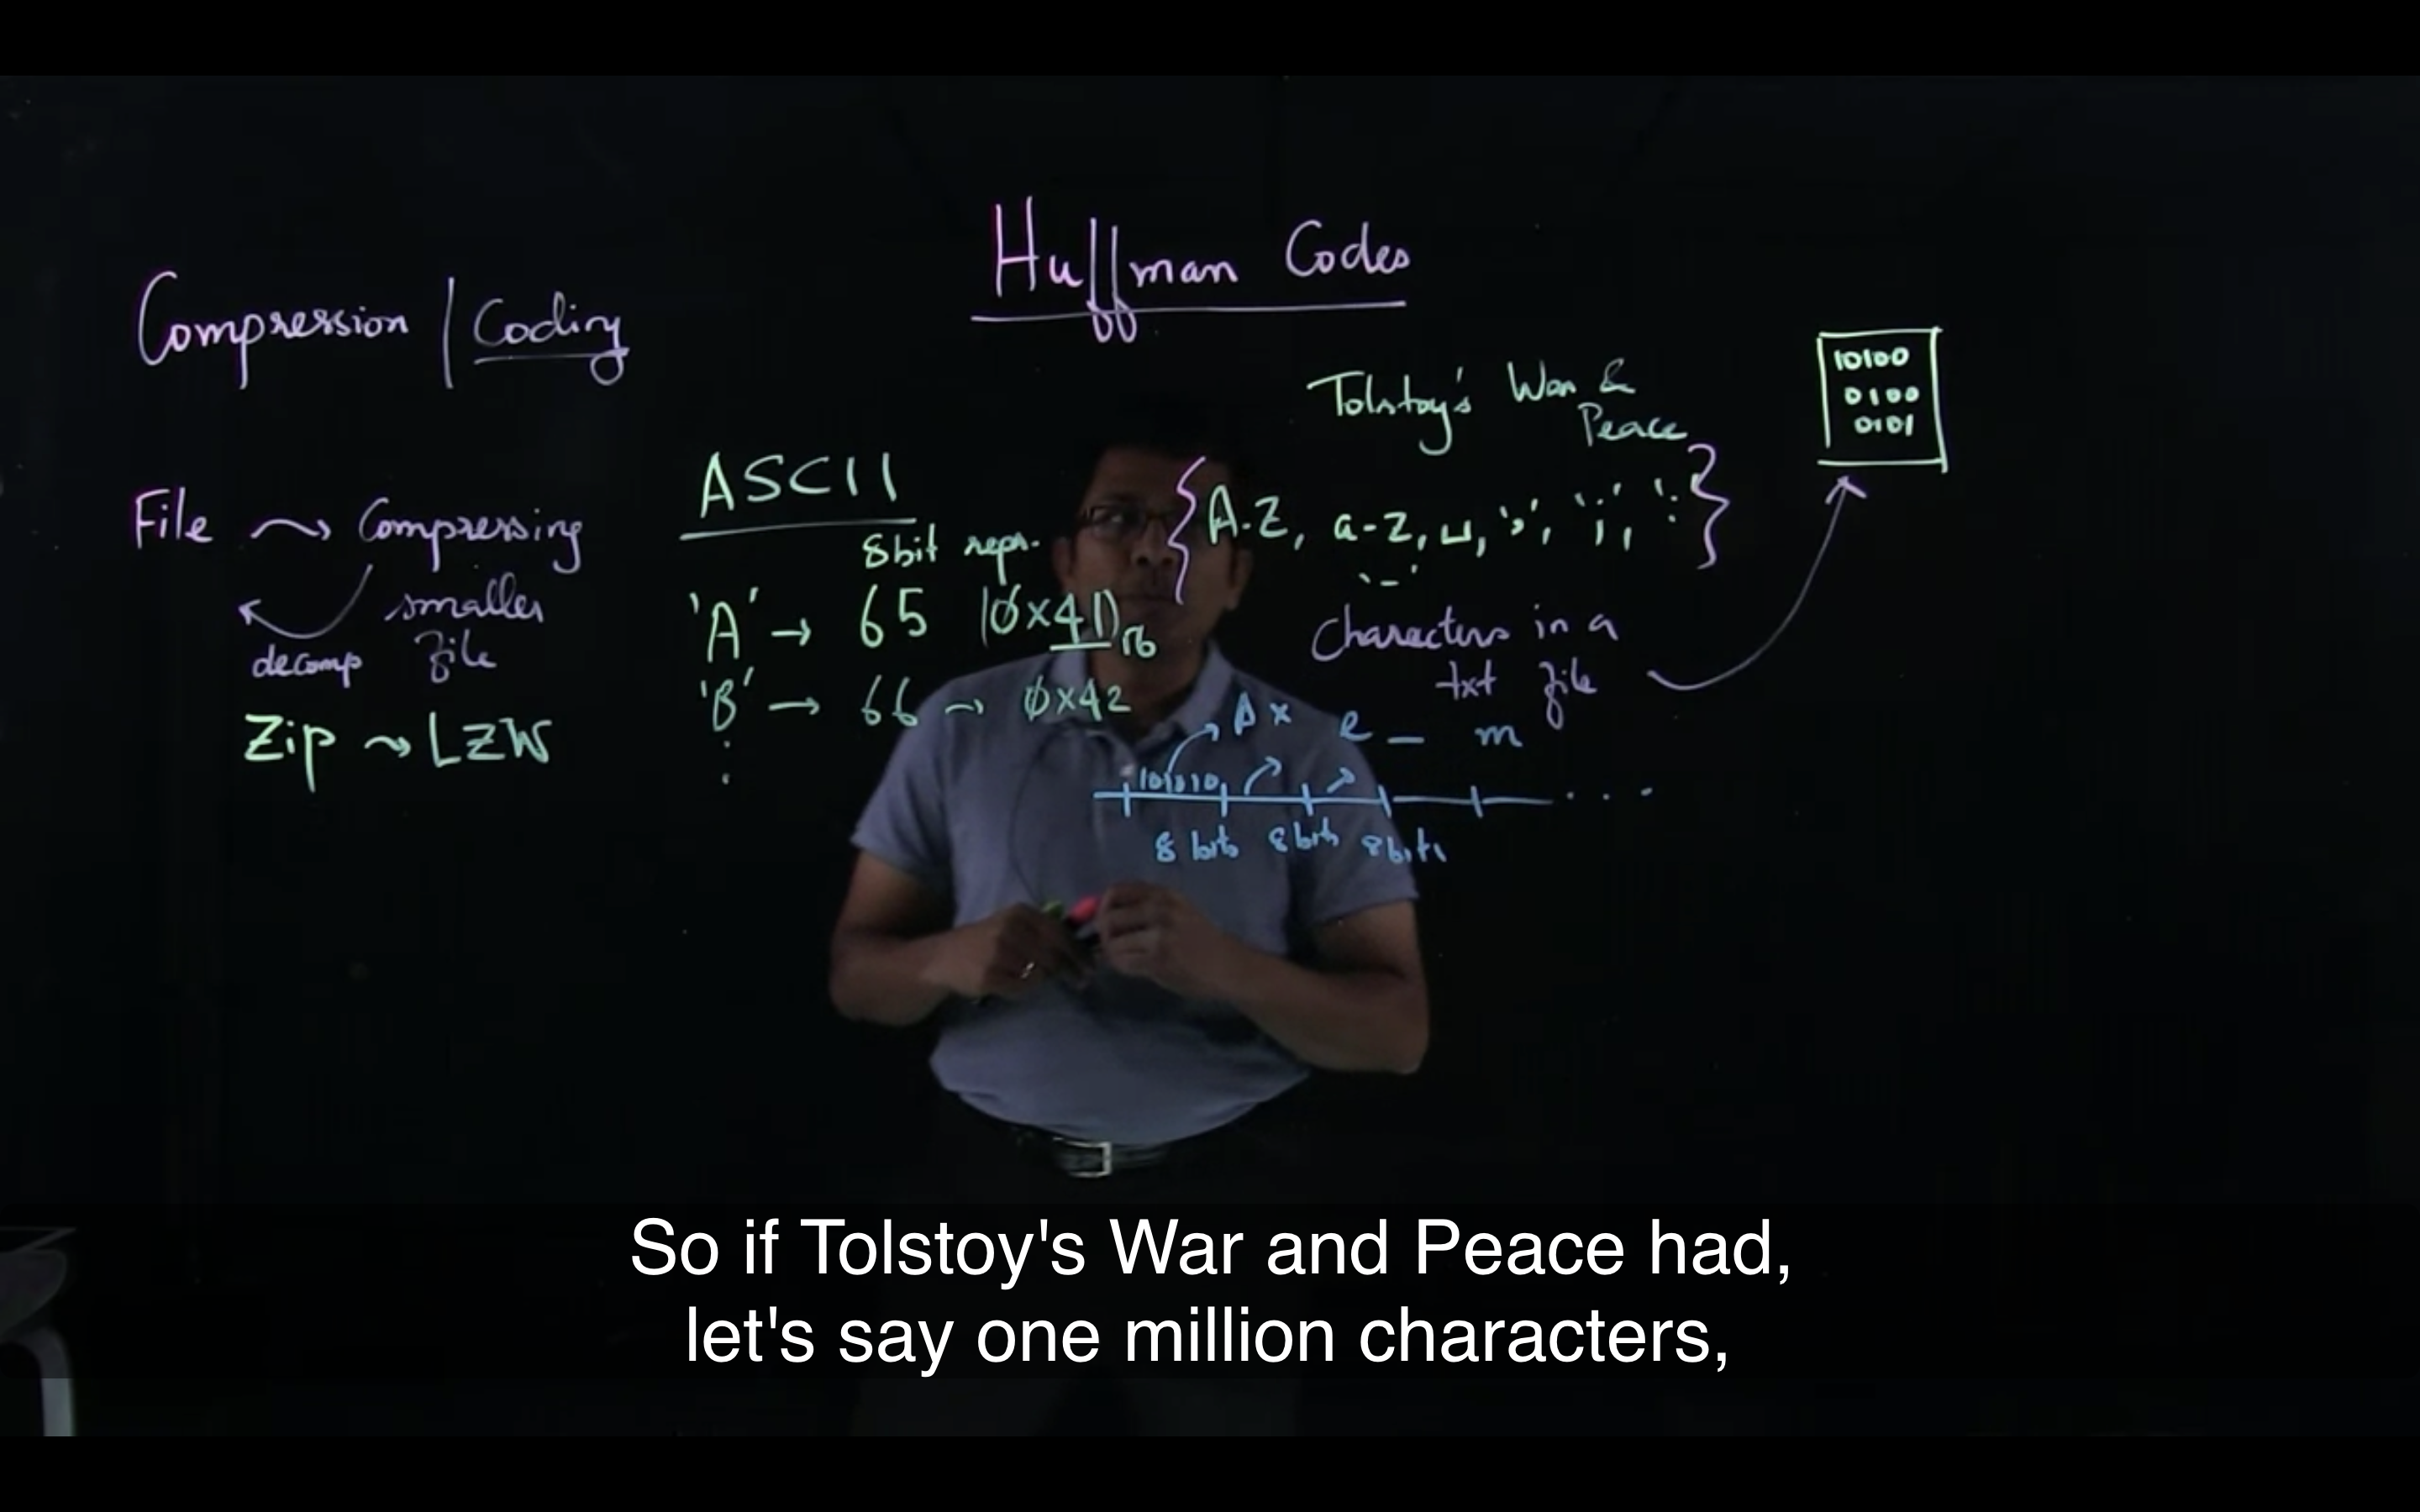 Huffman Codes
Compression | Coding
File → Compressing
smaller
file
decomp
Zip → LZW
ASCII
8bit repr.
'A' → 65 (0x41)16
'B' → 66 → 0x42
⋮
Tolstoy's War &
Peace
{A-Z, a-z, ␣, ',', ';', ':'}
'-'
Characters in a
txt file
10100
0100
0101
A x e _ m
...
8 bits 8 bits 8 bits
So if Tolstoy's War and Peace had,
let's say one million characters,